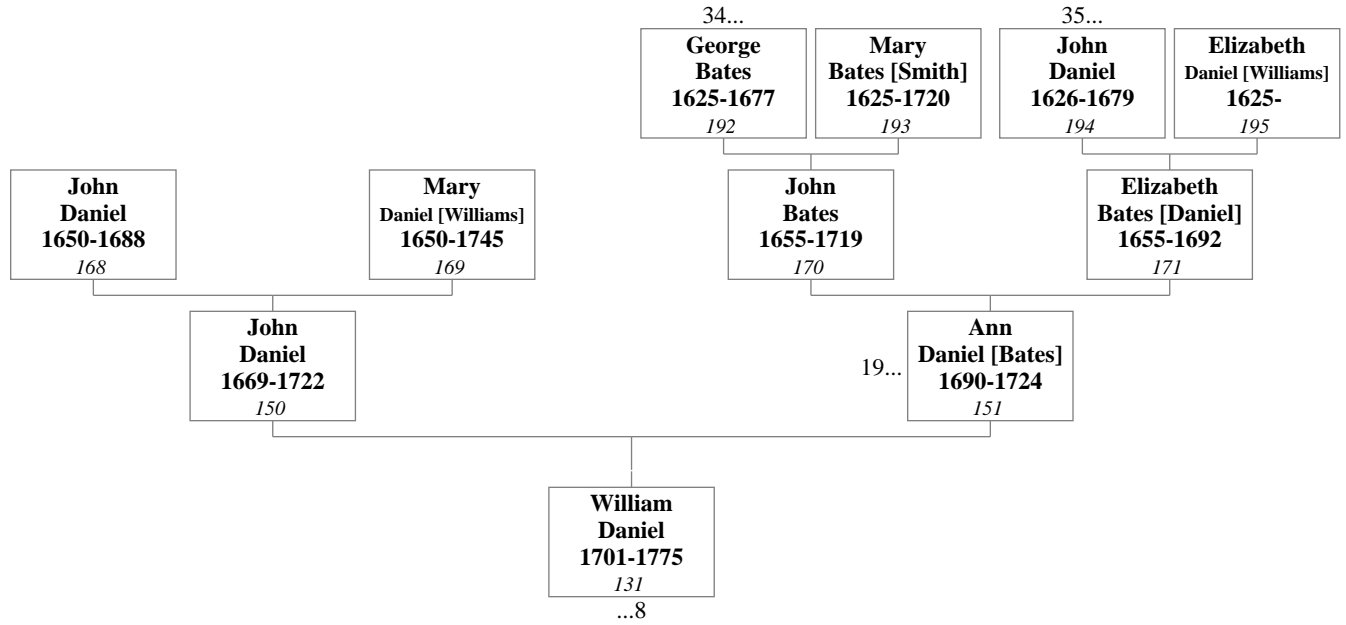 34...
35...
George
Bates
1625-1677
192
Mary
Bates [Smith]
1625-1720
193
John
Daniel
1626-1679
194
Elizabeth
Daniel [Williams]
1625-
195
John
Daniel
1650-1688
168
Mary
Daniel [Williams]
1650-1745
169
John
Bates
1655-1719
170
Elizabeth
Bates [Daniel]
1655-1692
171
John
Daniel
1669-1722
150
19...
Ann
Daniel [Bates]
1690-1724
151
William
Daniel
1701-1775
131
...8